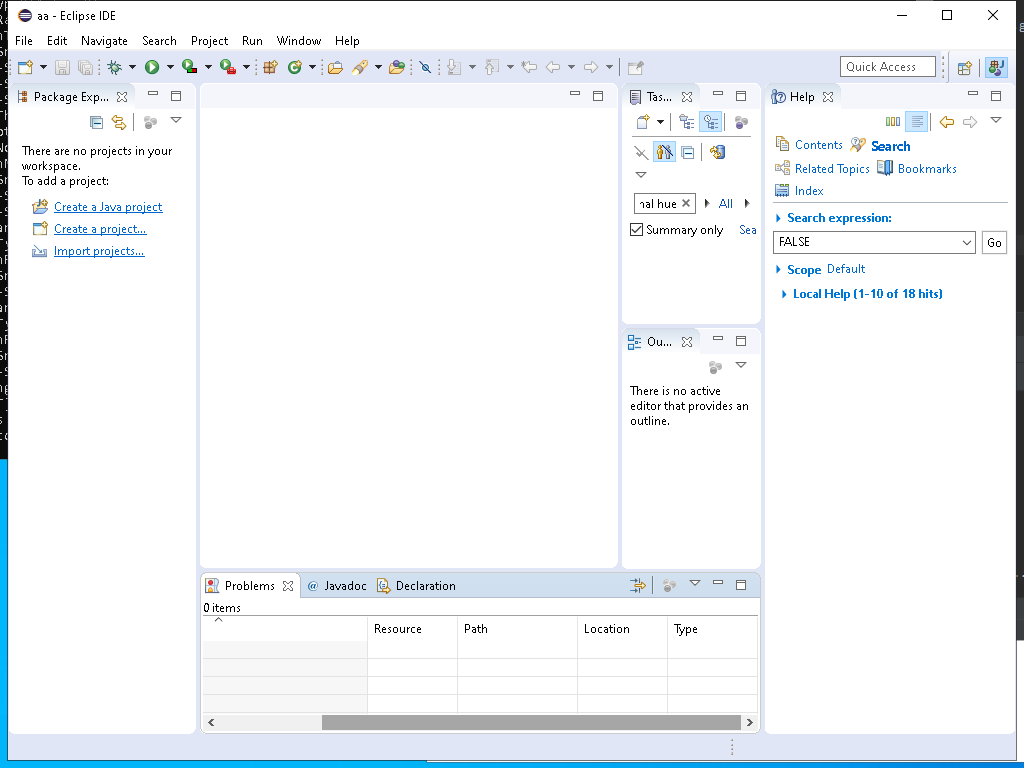 aa - Eclipse IDE
File Edit Navigate Search Project Run Window Help
Quick Access
Package Exp...
There are no projects in your
workspace.
To add a project:
Create a Java project
Create a project...
Import projects...
Tas...
nal hue
All
Summary only Sea
Ou...
There is no active
editor that provides an
outline.
Help
Contents Search
Related Topics Bookmarks
Index
Search expression:
FALSE
Go
Scope Default
Local Help (1-10 of 18 hits)
Problems @ Javadoc Declaration
0 items
Resource Path Location Type